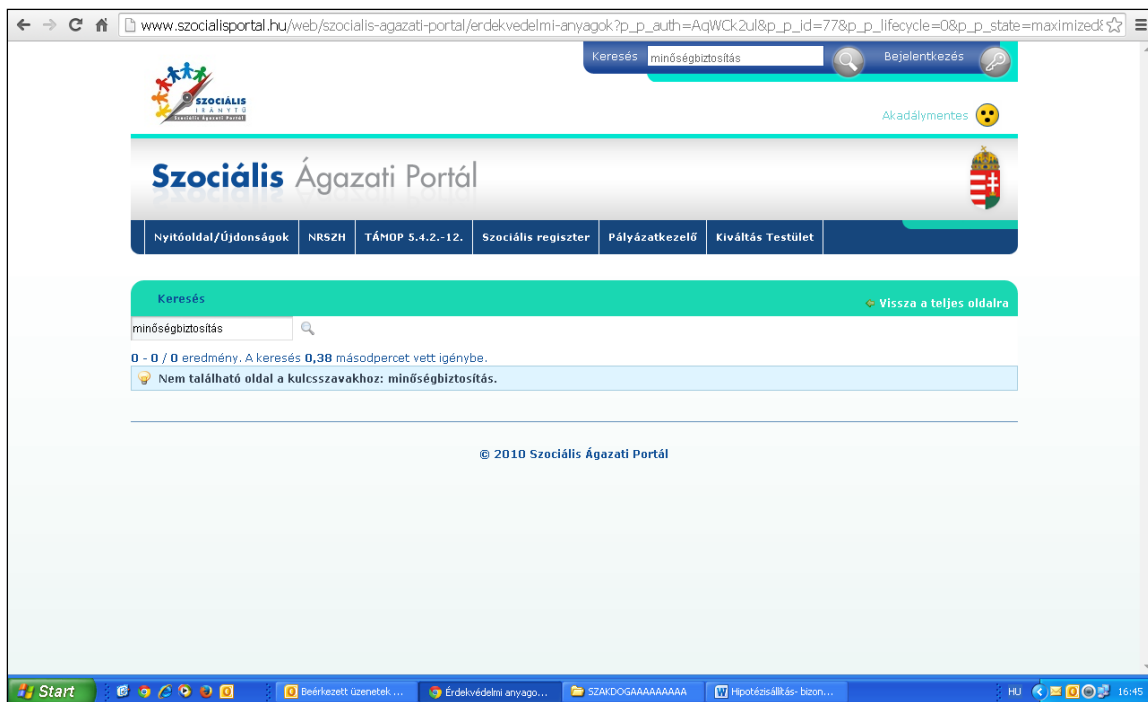 www.szocialisportal.hu/web/szocialis-agazati-portal/erdekvedelmi-anyagok?p_p_auth=AqWCk2ul&p_p_id=77&p_p_lifecycle=0&p_p_state=maximized&
Keresés minőségbiztosítás Bejelentkezés
SZOCIÁLIS
IRÁNYTŰ
Szociális Ágazati Portál
Akadálymentes
Szociális Ágazati Portál
Nyitóoldal/Újdonságok NRSZH TÁMOP 5.4.2.-12. Szociális regiszter Pályázatkezelő Kiváltás Testület
Keresés
Vissza a teljes oldalra
minőségbiztosítás
0 - 0 / 0 eredmény. A keresés 0,38 másodpercet vett igénybe.
Nem található oldal a kulcsszavakhoz: minőségbiztosítás.
© 2010 Szociális Ágazati Portál
Start Beérkezett üzenetek ... Érdekvédelmi anyago... SZAKDOGAAAAAAAAA Hipotézisállítás- bizon... HU 16:45